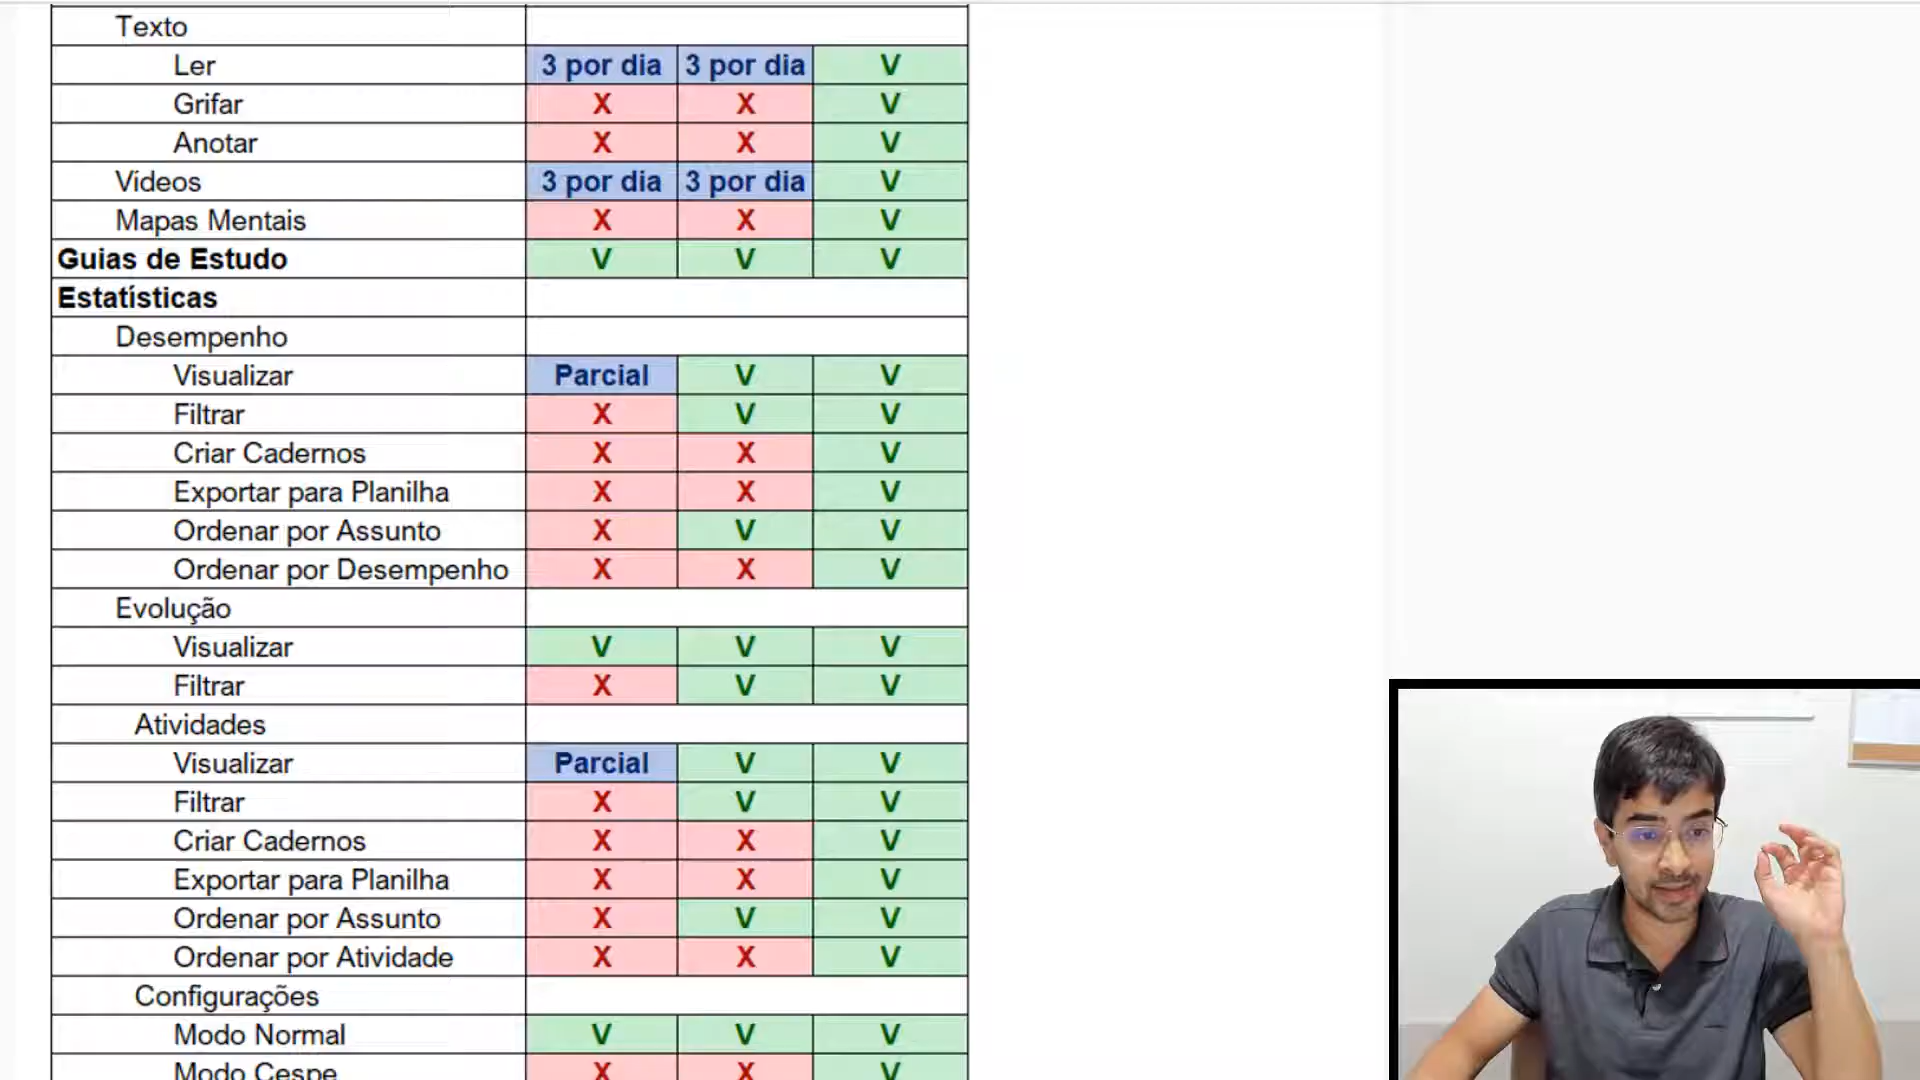 Texto
Ler 3 por dia 3 por dia V
Grifar X X V
Anotar X X V
Vídeos 3 por dia 3 por dia V
Mapas Mentais X X V
Guias de Estudo V V V
Estatísticas
Desempenho
Visualizar Parcial V V
Filtrar X V V
Criar Cadernos X X V
Exportar para Planilha X X V
Ordenar por Assunto X V V
Ordenar por Desempenho X X V
Evolução
Visualizar V V V
Filtrar X V V
Atividades
Visualizar Parcial V V
Filtrar X V V
Criar Cadernos X X V
Exportar para Planilha X X V
Ordenar por Assunto X V V
Ordenar por Atividade X X V
Configurações
Modo Normal V V V
Modo Cespe X X V